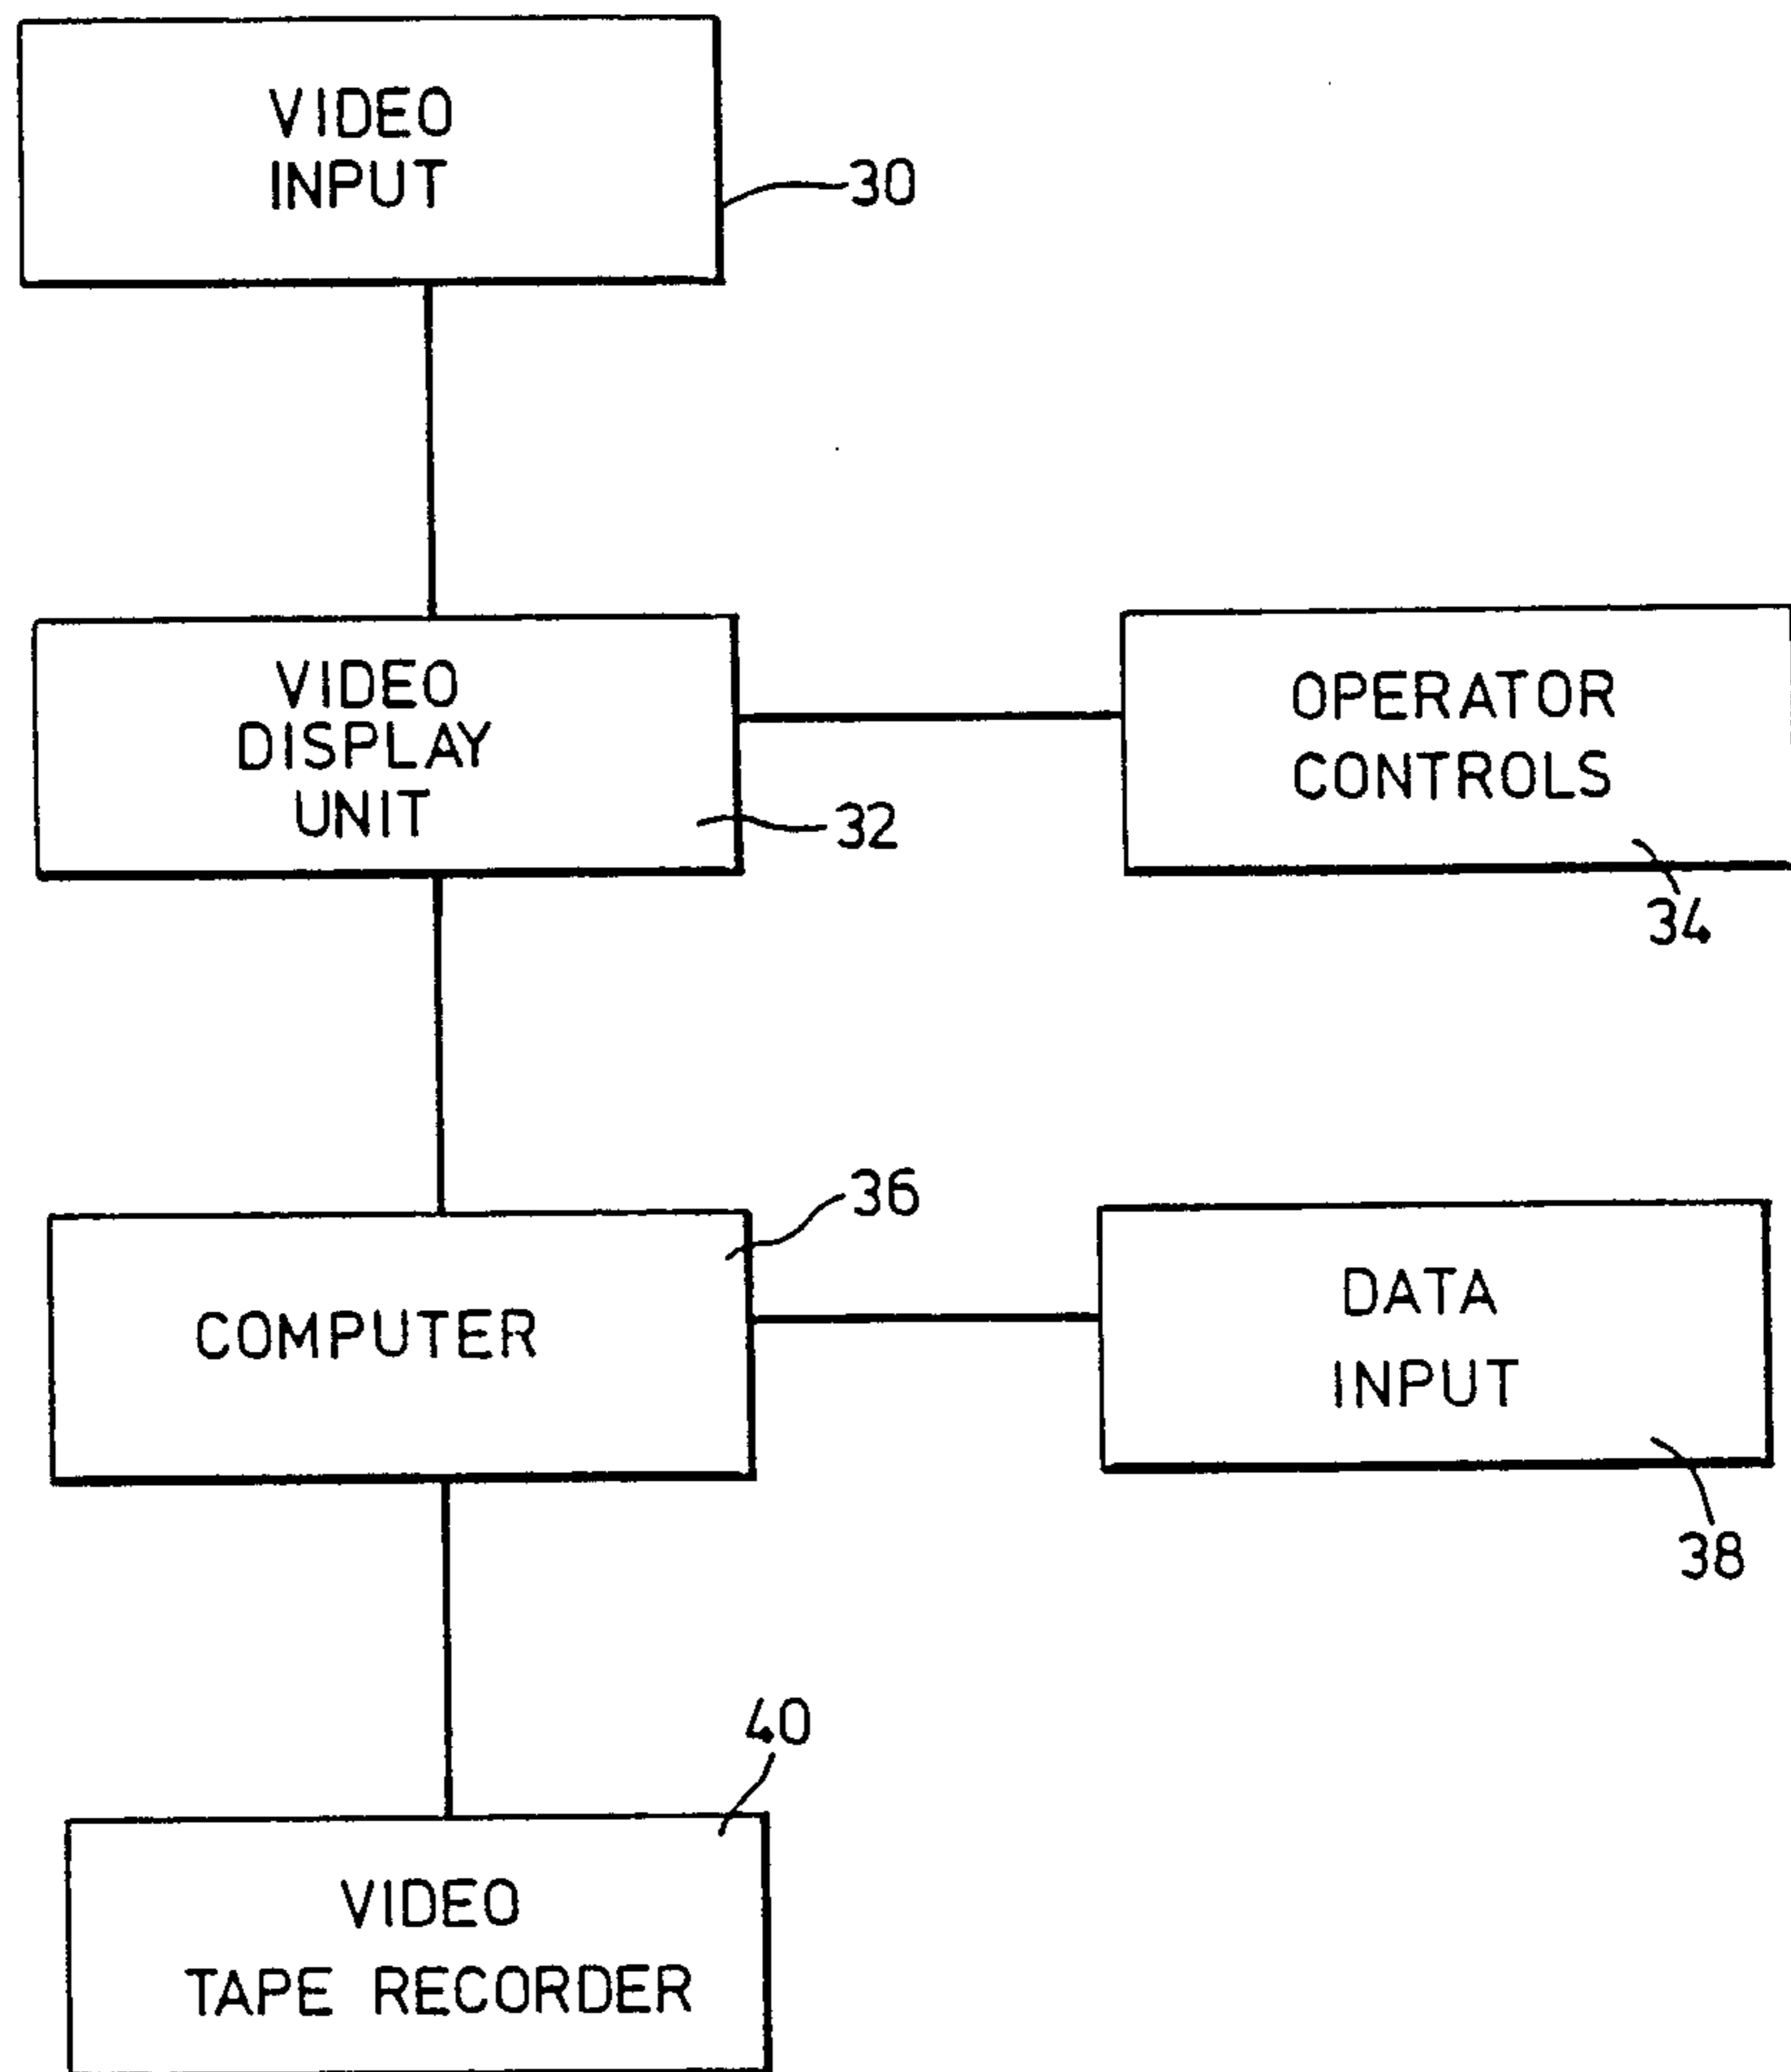 VIDEO
INPUT
30
VIDEO
DISPLAY
UNIT
32
OPERATOR
CONTROLS
34
36
COMPUTER
DATA
INPUT
38
40
VIDEO
TAPE RECORDER